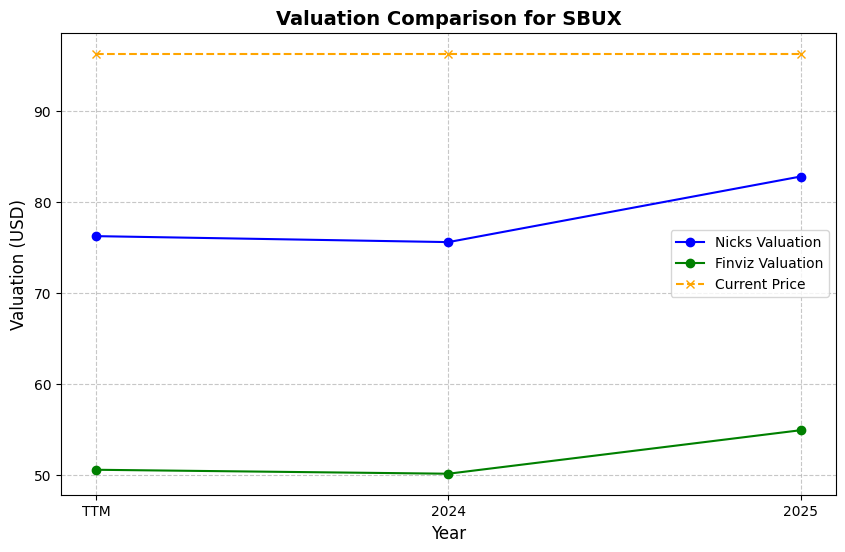 Valuation Comparison for SBUX
Valuation (USD)
90
80
70
60
50
Nicks Valuation
Finviz Valuation
Current Price
TTM
2024
2025
Year